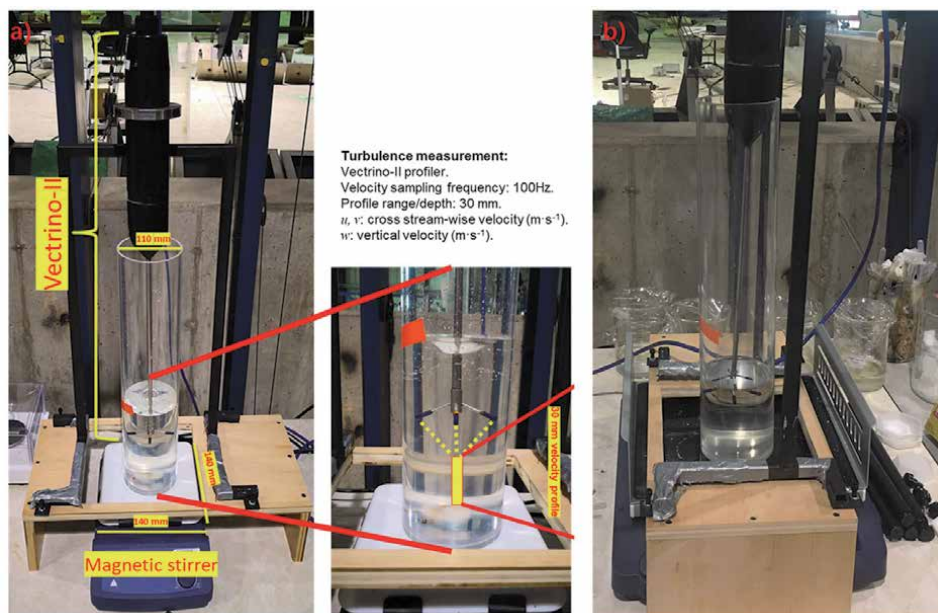 a)
Vectrino-II
110 mm
140 mm
140 mm
Magnetic stirrer
Turbulence measurement:
Vectrino-II profiler.
Velocity sampling frequency: 100Hz.
Profile range/depth: 30 mm.
u, v: cross stream-wise velocity (m·s⁻¹).
w: vertical velocity (m·s⁻¹).
30 mm velocity profile
b)